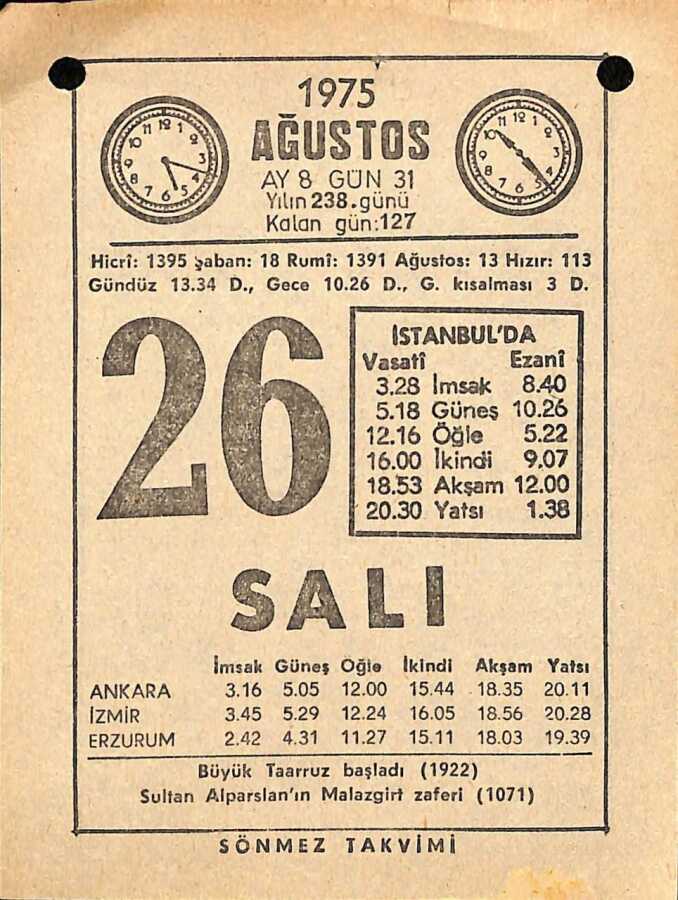 1975
AĞUSTOS
AY 8 GÜN 31
Yılın 238.günü
Kalan gün:127
Hicrî: 1395 Şaban: 18 Rumî: 1391 Ağustos: 13 Hızır: 113
Gündüz 13.34 D., Gece 10.26 D., G. kısalması 3 D.
26
İSTANBUL'DA
Vasatî Ezanî
3.28 İmsak 8.40
5.18 Güneş 10.26
12.16 Öğle 5.22
16.00 İkindi 9.07
18.53 Akşam 12.00
20.30 Yatsı 1.38
SALI
İmsak Güneş Öğle İkindi Akşam Yatsı
ANKARA 3.16 5.05 12.00 15.44 18.35 20.11
İZMİR 3.45 5.29 12.24 16.05 18.56 20.28
ERZURUM 2.42 4.31 11.27 15.11 18.03 19.39
Büyük Taarruz başladı (1922)
Sultan Alparslan'ın Malazgirt zaferi (1071)
SÖNMEZ TAKVİMİ